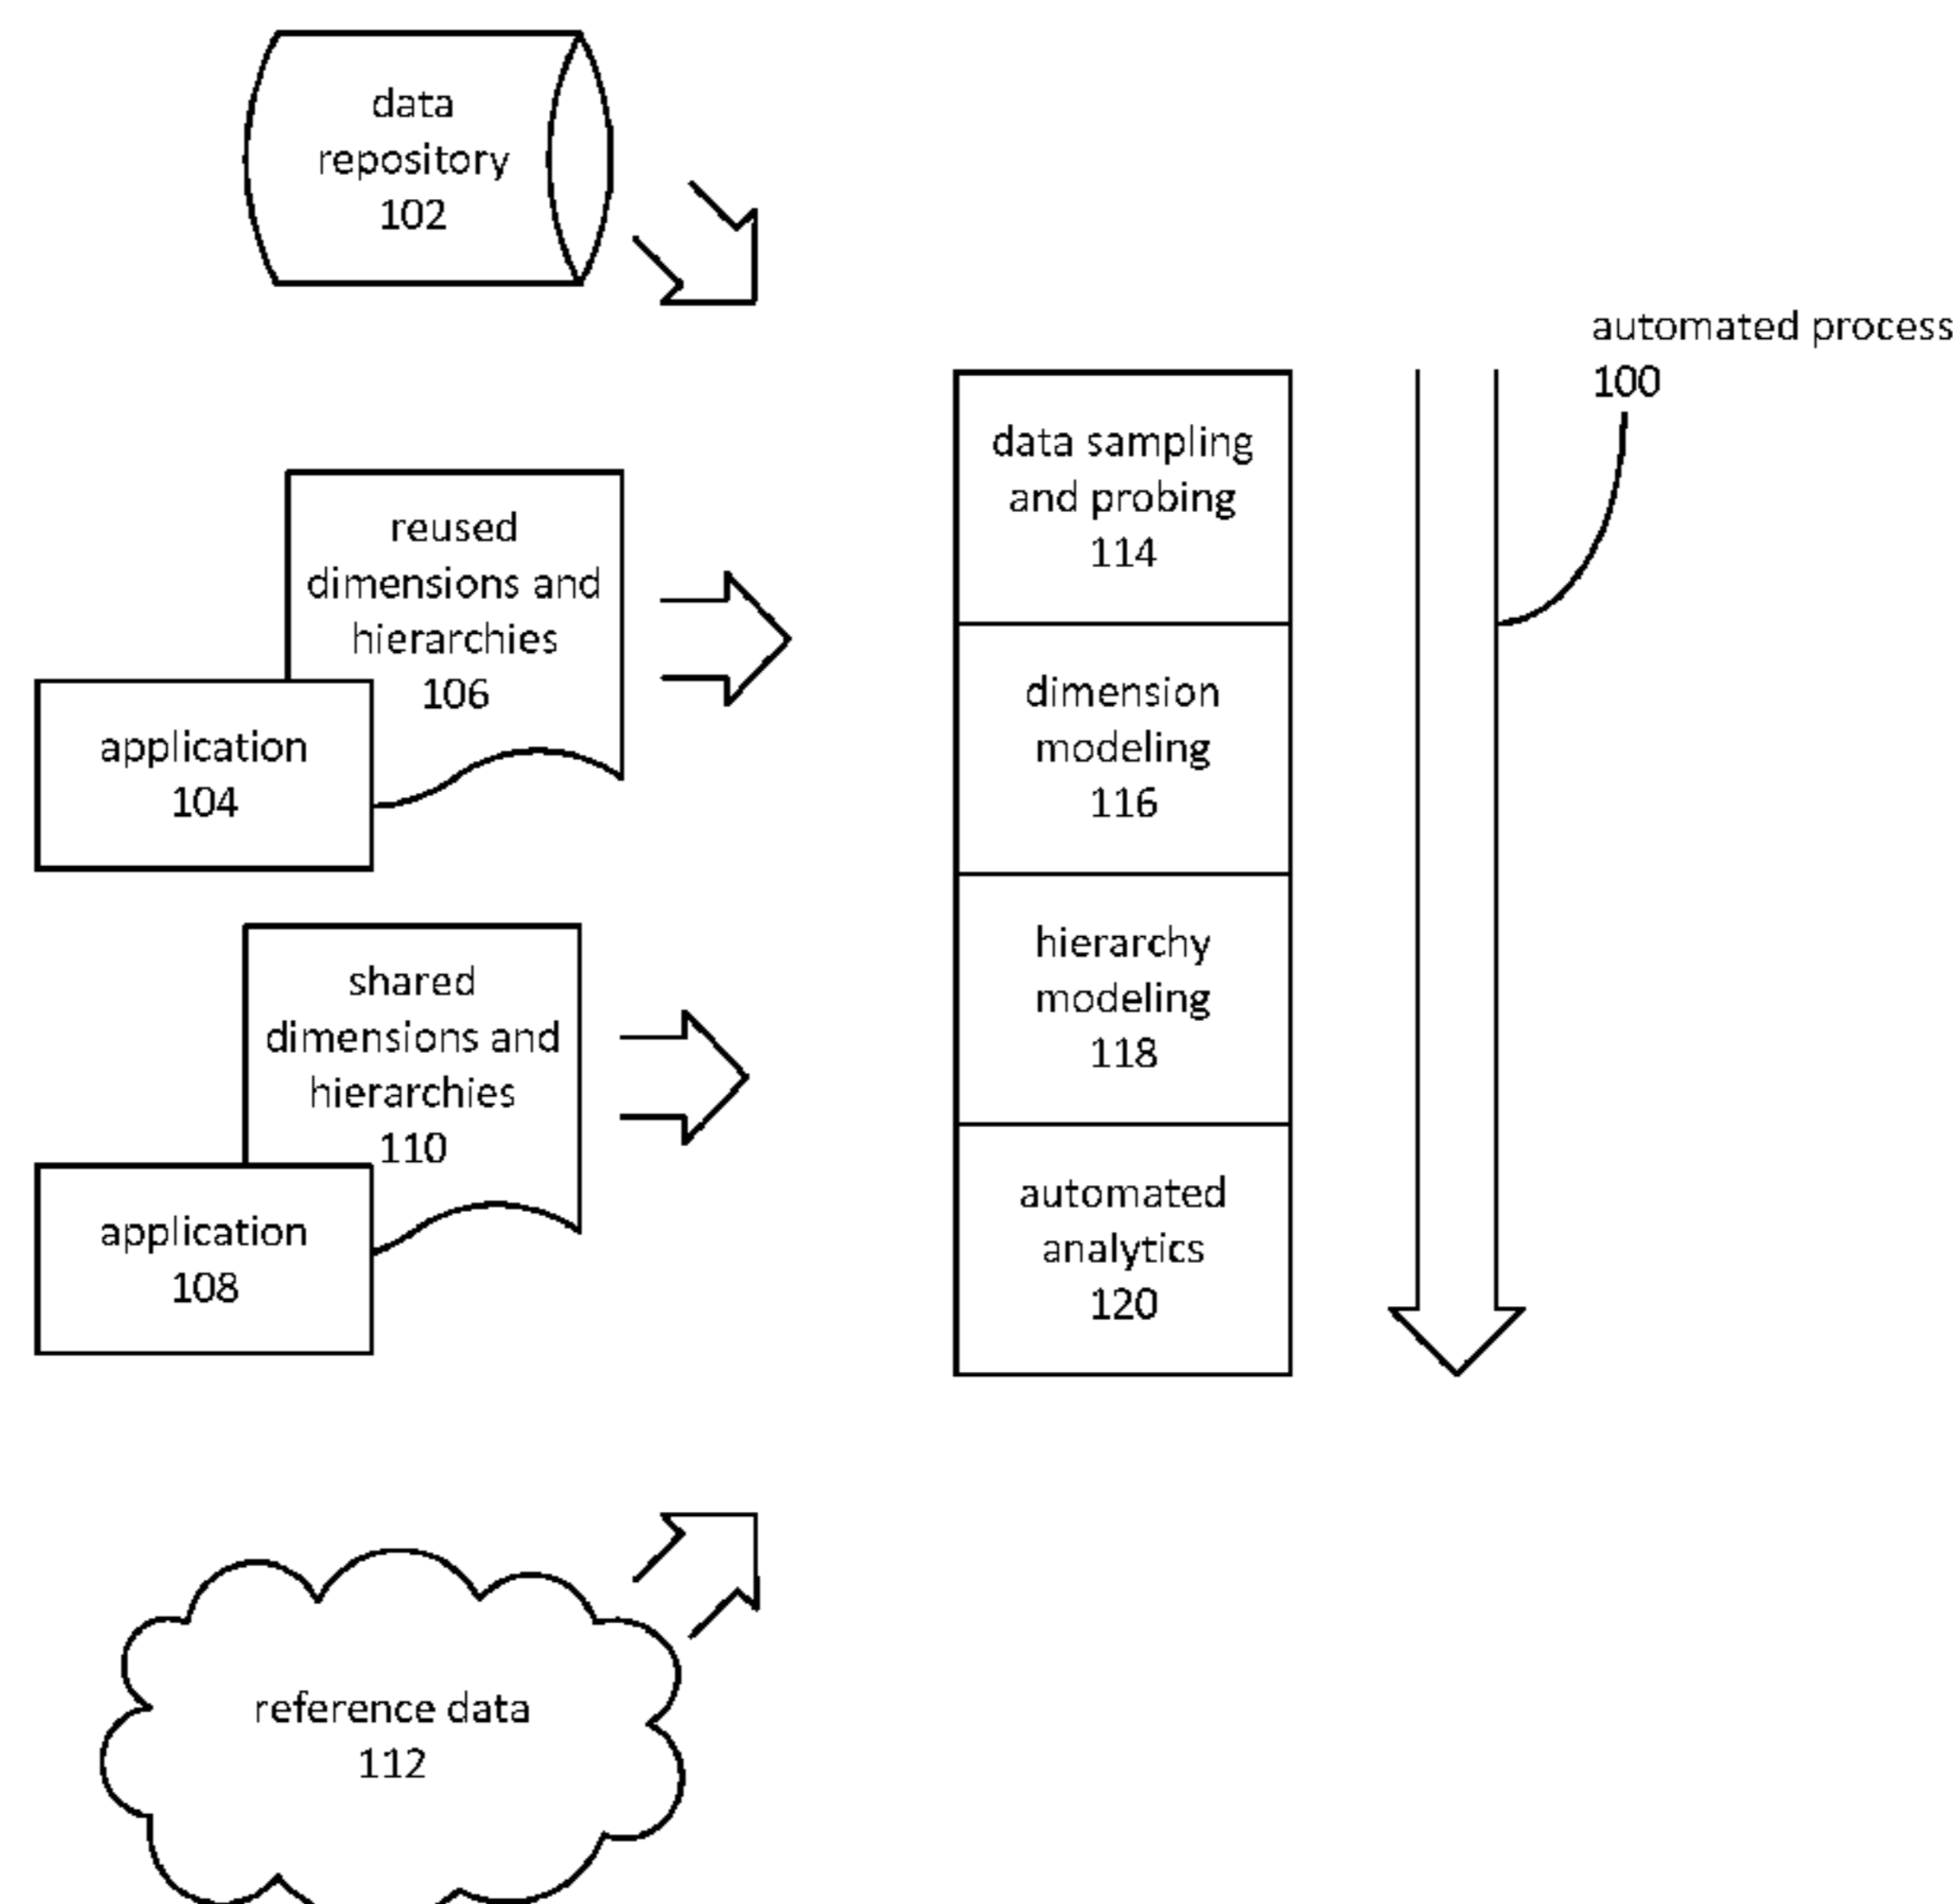 data
repository
102
automated process
100
data sampling
and probing
114
reused
dimensions and
hierarchies
106
application
104
dimension
modeling
116
shared
dimensions and
hierarchies
110
application
108
hierarchy
modeling
118
automated
analytics
120
reference data
112